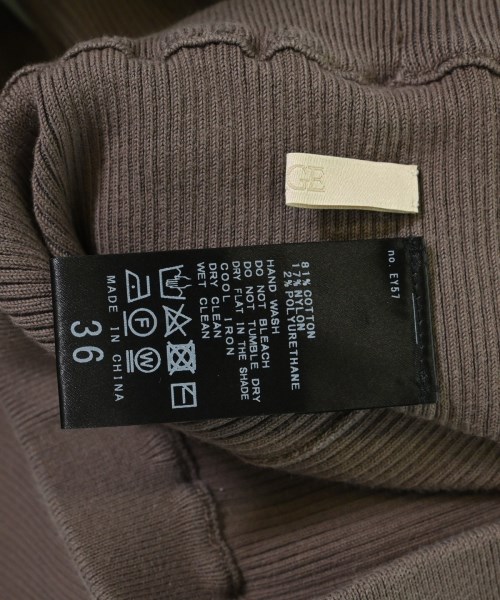 no. EY57
81% COTTON
17% NYLON
2% POLYURETHANE
HAND WASH
DO NOT BLEACH
DO NOT TUMBLE DRY
DRY FLAT IN THE SHADE
COOL IRON
DRY CLEAN
WET CLEAN
F
W
MADE IN CHINA
36